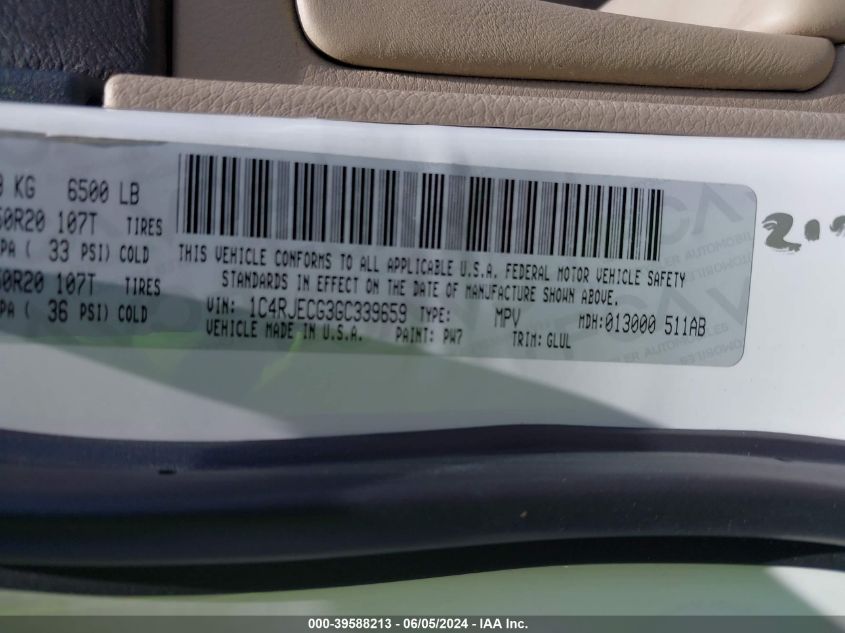 KG 6500 LB
50R20 107T TIRES
PA ( 33 PSI) COLD
50R20 107T TIRES
PA ( 36 PSI) COLD
THIS VEHICLE CONFORMS TO ALL APPLICABLE U.S.A. FEDERAL MOTOR VEHICLE SAFETY
STANDARDS IN EFFECT ON THE DATE OF MANUFACTURE SHOWN ABOVE.
VIN: 1C4RJECG3GC339659 TYPE: MPV MDH: 013000 511AB
VEHICLE MADE IN U.S.A. PAINT: PW7 TRIM: GLUL
000-39588213 - 06/05/2024 - IAA Inc.